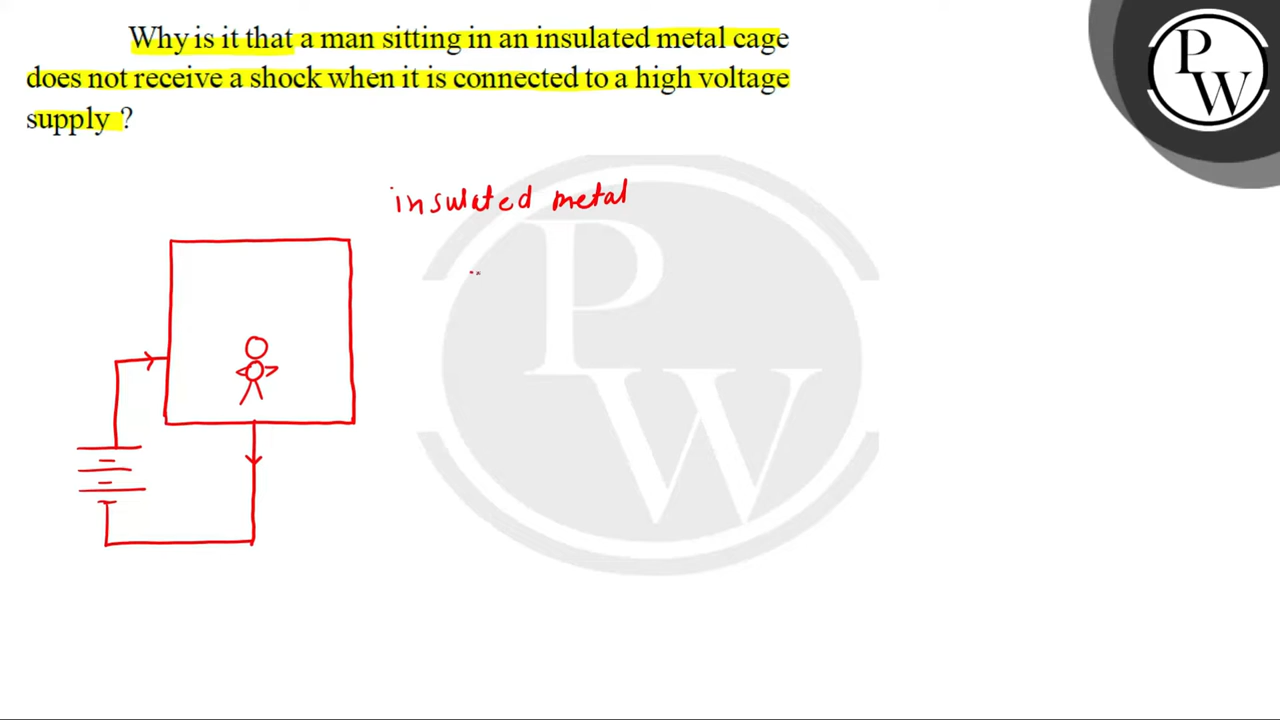 Why is it that a man sitting in an insulated metal cage
does not receive a shock when it is connected to a high voltage
supply ?
P
W
insulated metal
P
W